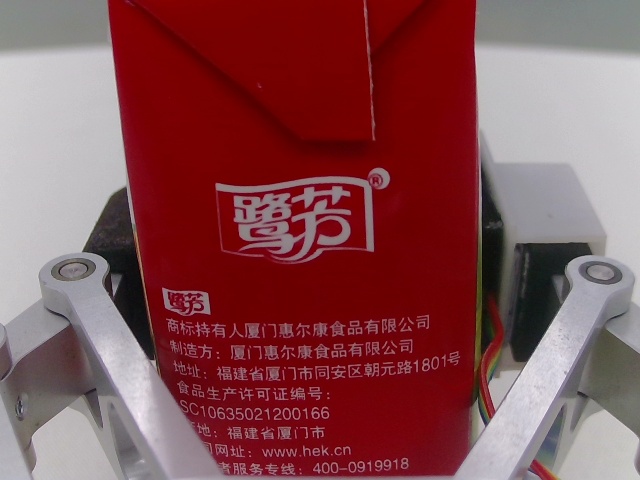 鹭芳®
鹭芳
商标持有人厦门惠尔康食品有限公司
制造方：厦门惠尔康食品有限公司
地址：福建省厦门市同安区朝元路1801号
食品生产许可证编号：
SC10635021200166
地：福建省厦门市
网址：www.hek.cn
者服务专线：400-0919918